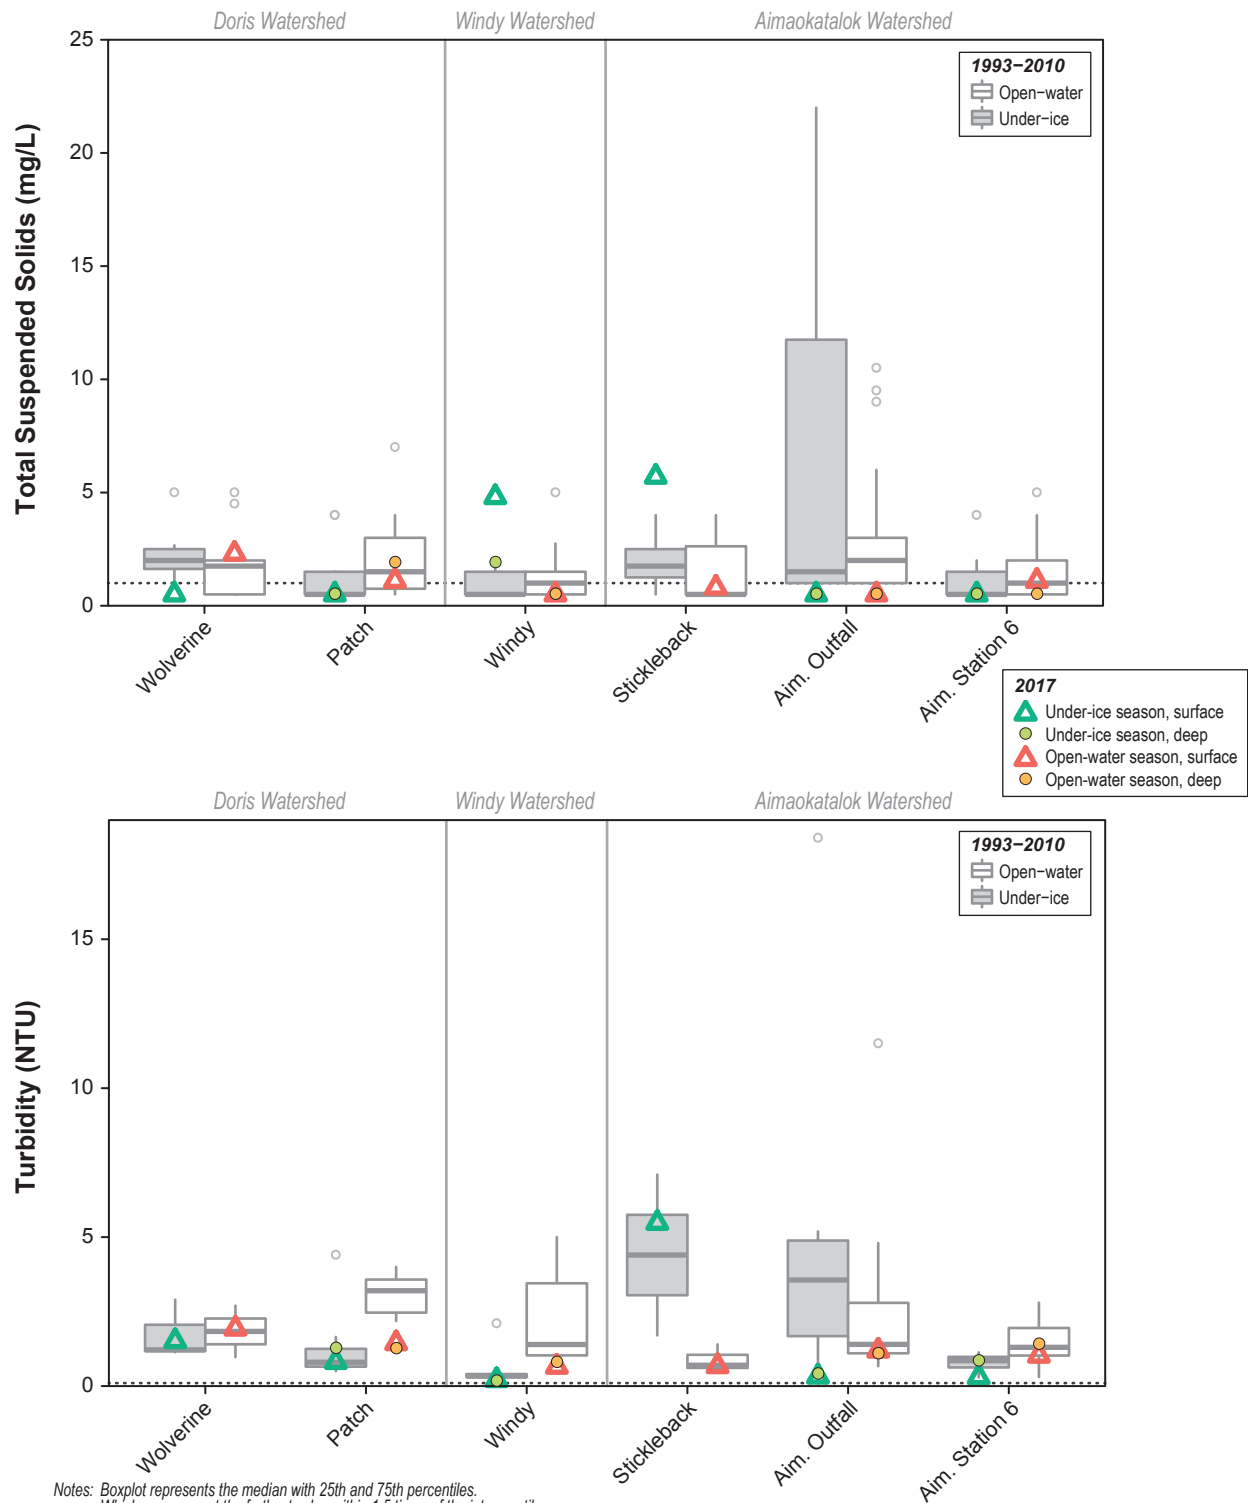 Doris Watershed Windy Watershed Aimaokatalok Watershed
25
20
15
10
5
0
Total Suspended Solids (mg/L)
1993−2010
Open−water
Under−ice
Wolverine
Patch
Windy
Stickleback
Aim. Outfall
Aim. Station 6
2017
Under-ice season, surface
Under-ice season, deep
Open-water season, surface
Open-water season, deep
Doris Watershed Windy Watershed Aimaokatalok Watershed
15
10
5
0
Turbidity (NTU)
1993−2010
Open−water
Under−ice
Wolverine
Patch
Windy
Stickleback
Aim. Outfall
Aim. Station 6
Notes: Boxplot represents the median with 25th and 75th percentiles.